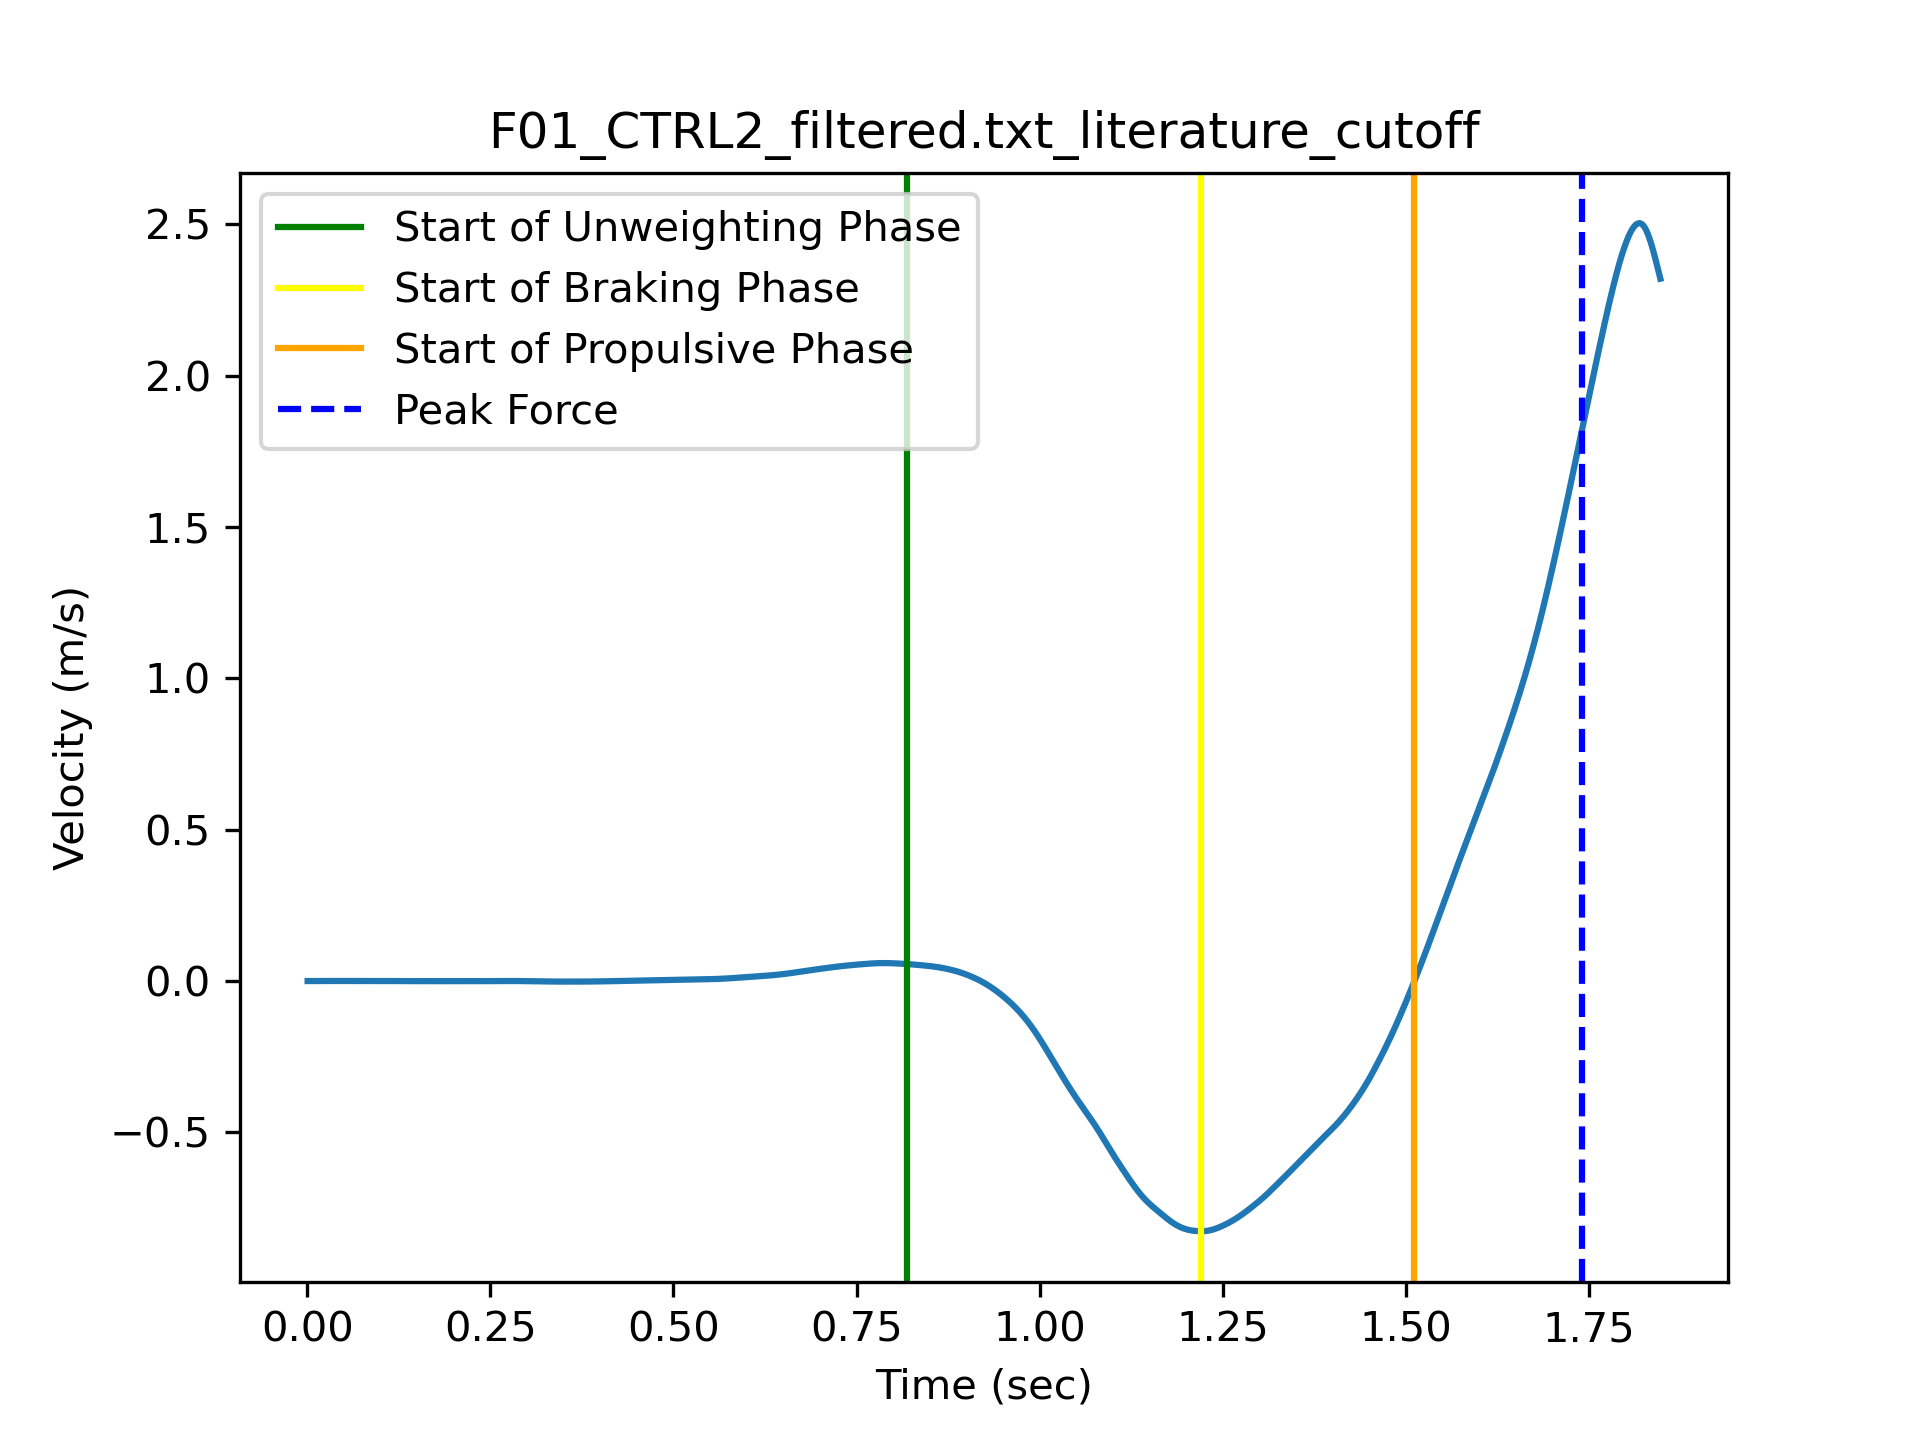 F01_CTRL2_filtered.txt_literature_cutoff
Start of Unweighting Phase
Start of Braking Phase
Start of Propulsive Phase
Peak Force
2.5
2.0
1.5
1.0
0.5
0.0
−0.5
Velocity (m/s)
0.00 0.25 0.50 0.75 1.00 1.25 1.50 1.75
Time (sec)